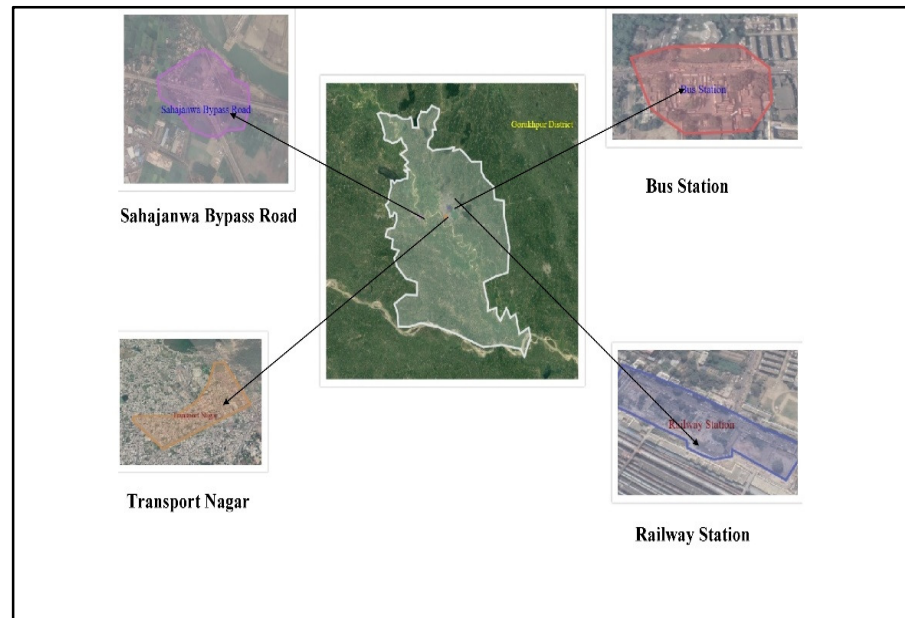 Sahajanwa Bypass Road
Sahajanwa Bypass Road
Gorakhpur District
Bus Station
Bus Station
Transport Nagar
Transport Nagar
Railway Station
Railway Station